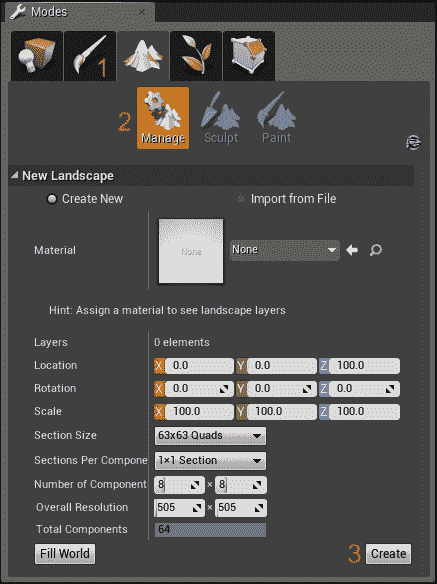 Modes
1
2
Manage
Sculpt
Paint
New Landscape
Create New
Import from File
Material
None
None
Hint: Assign a material to see landscape layers
Layers
0 elements
Location
X 0.0 Y 0.0 Z 100.0
Rotation
X 0.0 Y 0.0 Z 0.0
Scale
X 100.0 Y 100.0 Z 100.0
Section Size
63x63 Quads
Sections Per Compone
1×1 Section
Number of Component
8 × 8
Overall Resolution
505 × 505
Total Components
64
Fill World
3
Create